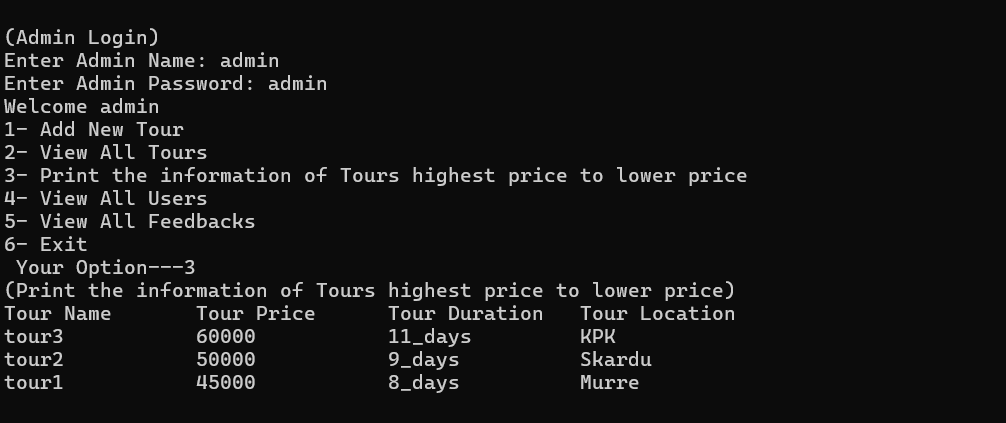 (Admin Login)
Enter Admin Name: admin
Enter Admin Password: admin
Welcome admin
1- Add New Tour
2- View All Tours
3- Print the information of Tours highest price to lower price
4- View All Users
5- View All Feedbacks
6- Exit
 Your Option---3
(Print the information of Tours highest price to lower price)
Tour Name       Tour Price      Tour Duration   Tour Location
tour3           60000           11_days         KPK
tour2           50000           9_days          Skardu
tour1           45000           8_days          Murre